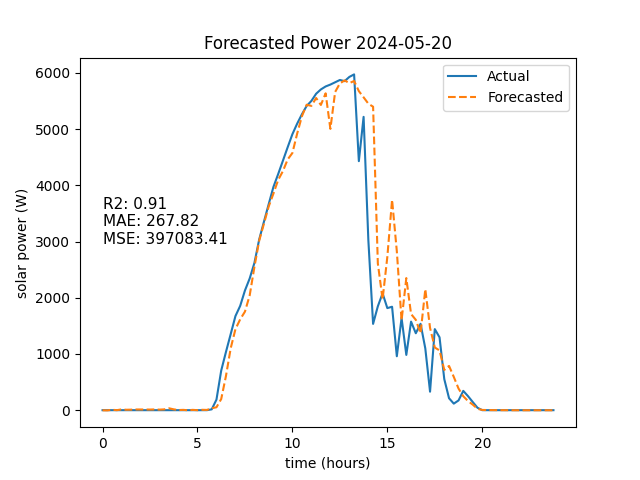 Forecasted Power 2024-05-20
6000
5000
4000
3000
2000
1000
0
solar power (W)
Actual
Forecasted
R2: 0.91
MAE: 267.82
MSE: 397083.41
0 5 10 15 20
time (hours)